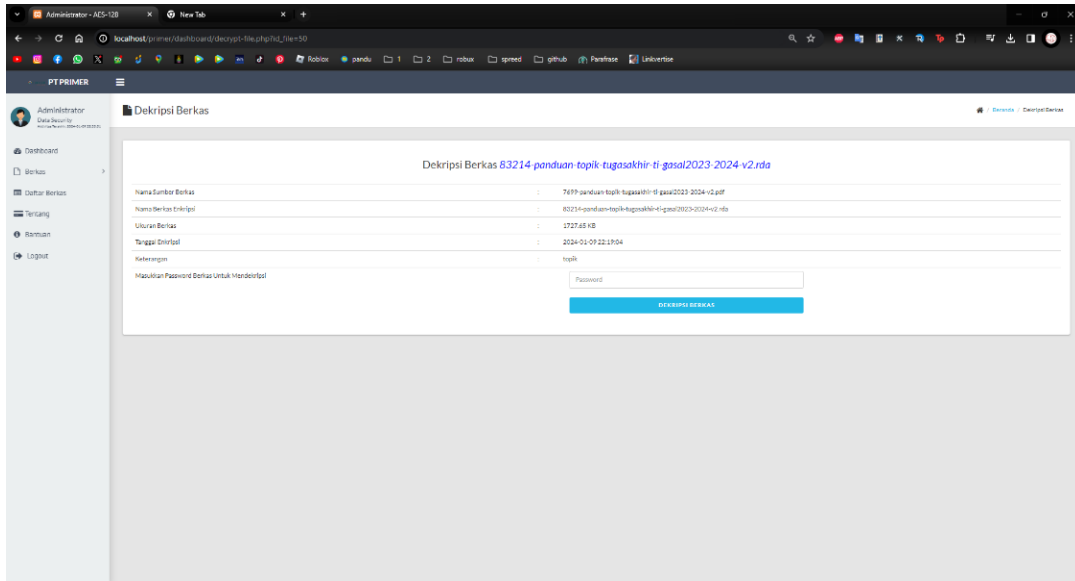 Administrator - AES-128
New Tab
localhost/primer/dashboard/decrypt-file.php?id_file=50
Roblox
pandu
1
2
robux
spreed
github
Parafrase
Linkvertise
PT PRIMER
Administrator
Data Security
Dekripsi Berkas
Beranda / Dekripsi Berkas
Dashboard
Berkas
Daftar Berkas
Tentang
Bantuan
Logout
Dekripsi Berkas 83214-panduan-topik-tugasakhir-ti-gasal2023-2024-v2.rda
Nama Sumber Berkas : 7699-panduan-topik-tugasakhir-ti-gasal2023-2024-v2.pdf
Nama Berkas Enkripsi : 83214-panduan-topik-tugasakhir-ti-gasal2023-2024-v2.rda
Ukuran Berkas : 1727.65 KB
Tanggal Enkripsi : 2024-01-09 22:19:04
Keterangan : topik
Masukkan Password Berkas Untuk Mendekripsi
Password
DEKRIPSI BERKAS